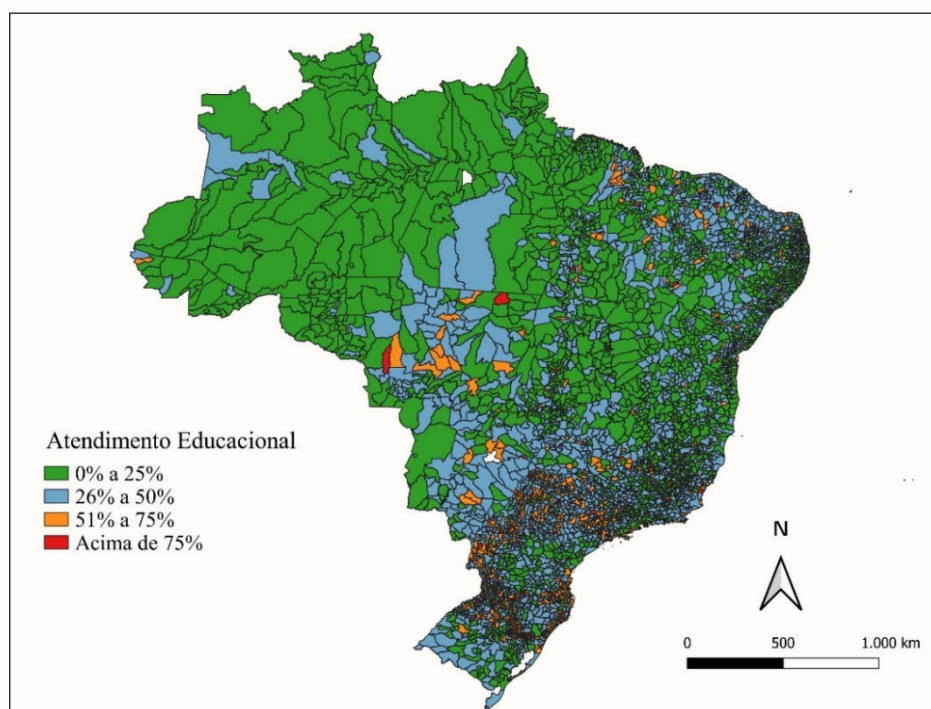 Atendimento Educacional
0% a 25%
26% a 50%
51% a 75%
Acima de 75%
N
0 500 1.000 km